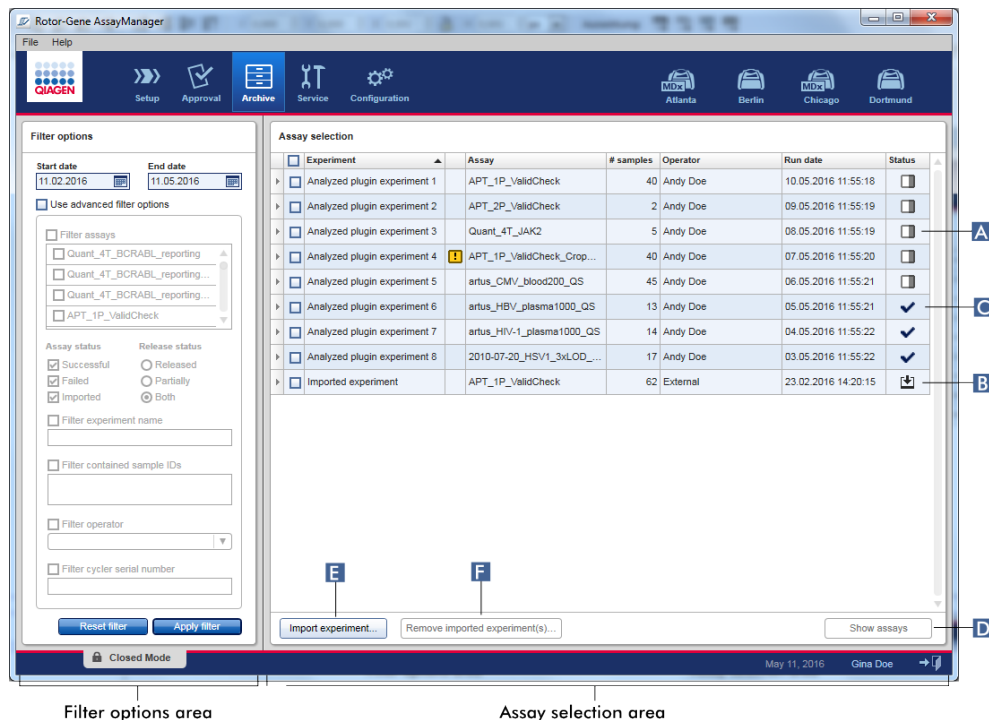 Rotor-Gene AssayManager
File Help
QIAGEN
Setup Approval Archive Service Configuration
MDx Atlanta Berlin MDx Chicago Dortmund
Filter options
Start date End date
11.02.2016 11.05.2016
Use advanced filter options
Filter assays
Quant_4T_BCRABL_reporting
Quant_4T_BCRABL_reporting...
Quant_4T_BCRABL_reporting...
APT_1P_ValidCheck
Assay status Release status
Successful Released
Failed Partially
Imported Both
Filter experiment name
Filter contained sample IDs
Filter operator
Filter cycler serial number
Reset filter Apply filter
Assay selection
Experiment Assay # samples Operator Run date Status
Analyzed plugin experiment 1 APT_1P_ValidCheck 40 Andy Doe 10.05.2016 11:55:18
Analyzed plugin experiment 2 APT_2P_ValidCheck 2 Andy Doe 09.05.2016 11:55:19
Analyzed plugin experiment 3 Quant_4T_JAK2 5 Andy Doe 08.05.2016 11:55:19 A
Analyzed plugin experiment 4 ! APT_1P_ValidCheck_Crop... 40 Andy Doe 07.05.2016 11:55:20
Analyzed plugin experiment 5 artus_CMV_blood200_QS 45 Andy Doe 06.05.2016 11:55:21
Analyzed plugin experiment 6 artus_HBV_plasma1000_QS 13 Andy Doe 05.05.2016 11:55:21 C
Analyzed plugin experiment 7 artus_HIV-1_plasma1000_QS 14 Andy Doe 04.05.2016 11:55:22
Analyzed plugin experiment 8 2010-07-20_HSV1_3xLOD_... 17 Andy Doe 03.05.2016 11:55:22
Imported experiment APT_1P_ValidCheck 62 External 23.02.2016 14:20:15 B
E F
Import experiment... Remove imported experiment(s)... Show assays D
Closed Mode May 11, 2016 Gina Doe
Filter options area Assay selection area